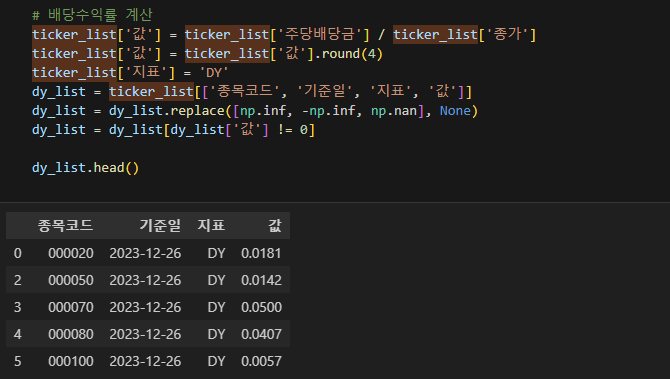 # 배당수익률 계산
ticker_list['값'] = ticker_list['주당배당금'] / ticker_list['종가']
ticker_list['값'] = ticker_list['값'].round(4)
ticker_list['지표'] = 'DY'
dy_list = ticker_list[['종목코드', '기준일', '지표', '값']]
dy_list = dy_list.replace([np.inf, -np.inf, np.nan], None)
dy_list = dy_list[dy_list['값'] != 0]
dy_list.head()
종목코드 기준일 지표 값
0 000020 2023-12-26 DY 0.0181
2 000050 2023-12-26 DY 0.0142
3 000070 2023-12-26 DY 0.0500
4 000080 2023-12-26 DY 0.0407
5 000100 2023-12-26 DY 0.0057